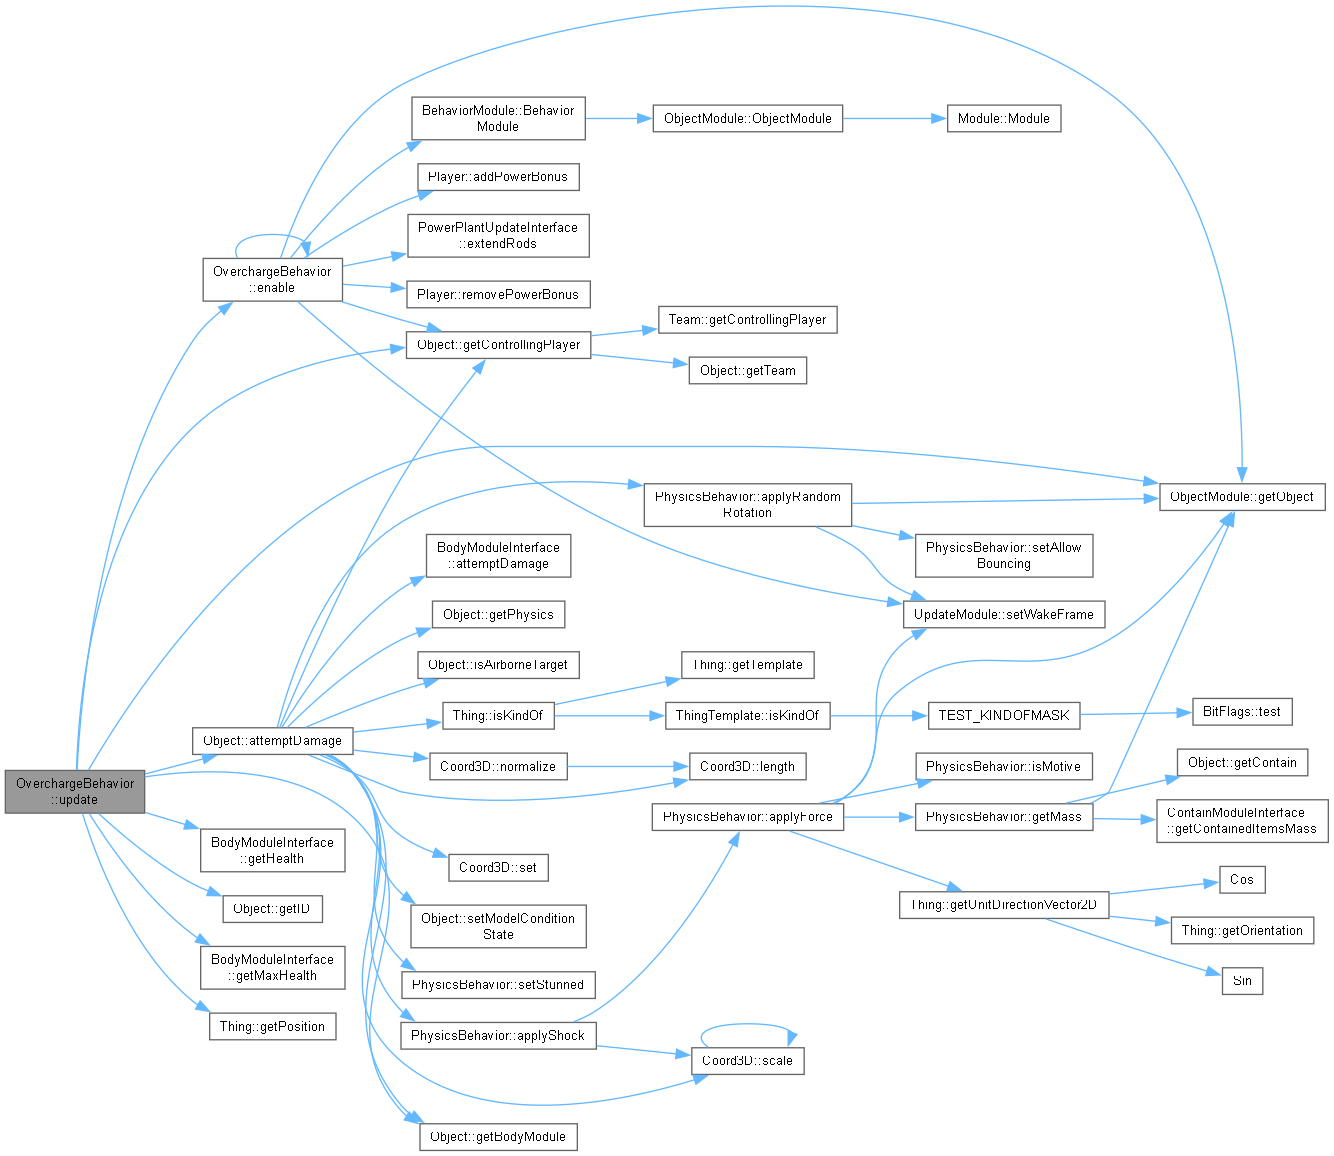 BehaviorModule::Behavior
Module
ObjectModule::ObjectModule
Module::Module
Player::addPowerBonus
PowerPlantUpdateInterface
::extendRods
OverchargeBehavior
::enable
Player::removePowerBonus
Team::getControllingPlayer
Object::getControllingPlayer
Object::getTeam
PhysicsBehavior::applyRandom
Rotation
ObjectModule::getObject
BodyModuleInterface
::attemptDamage
PhysicsBehavior::setAllow
Bouncing
Object::getPhysics
UpdateModule::setWakeFrame
Object::isAirborneTarget
Thing::getTemplate
Thing::isKindOf
ThingTemplate::isKindOf
TEST_KINDOFMASK
BitFlags::test
Object::attemptDamage
Coord3D::normalize
Coord3D::length
PhysicsBehavior::isMotive
Object::getContain
OverchargeBehavior
::update
PhysicsBehavior::applyForce
PhysicsBehavior::getMass
ContainModuleInterface
::getContainedItemsMass
BodyModuleInterface
::getHealth
Coord3D::set
Cos
Object::getID
Object::setModelCondition
State
Thing::getUnitDirectionVector2D
Thing::getOrientation
BodyModuleInterface
::getMaxHealth
PhysicsBehavior::setStunned
Sin
Thing::getPosition
PhysicsBehavior::applyShock
Coord3D::scale
Object::getBodyModule